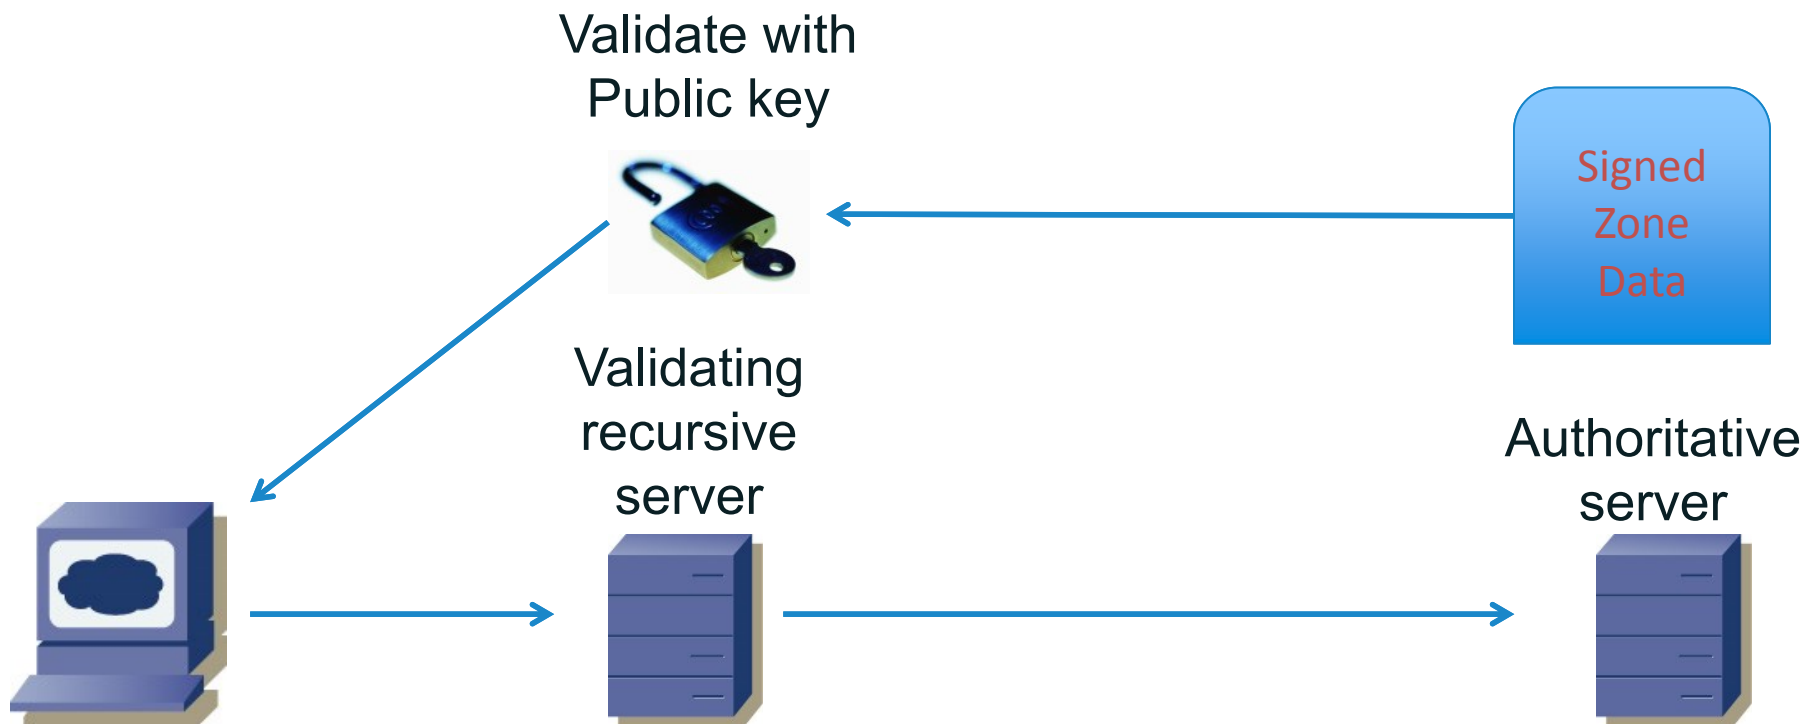 Validate with
Public key
Signed
Zone
Data
Validating
recursive
server
Authoritative
server